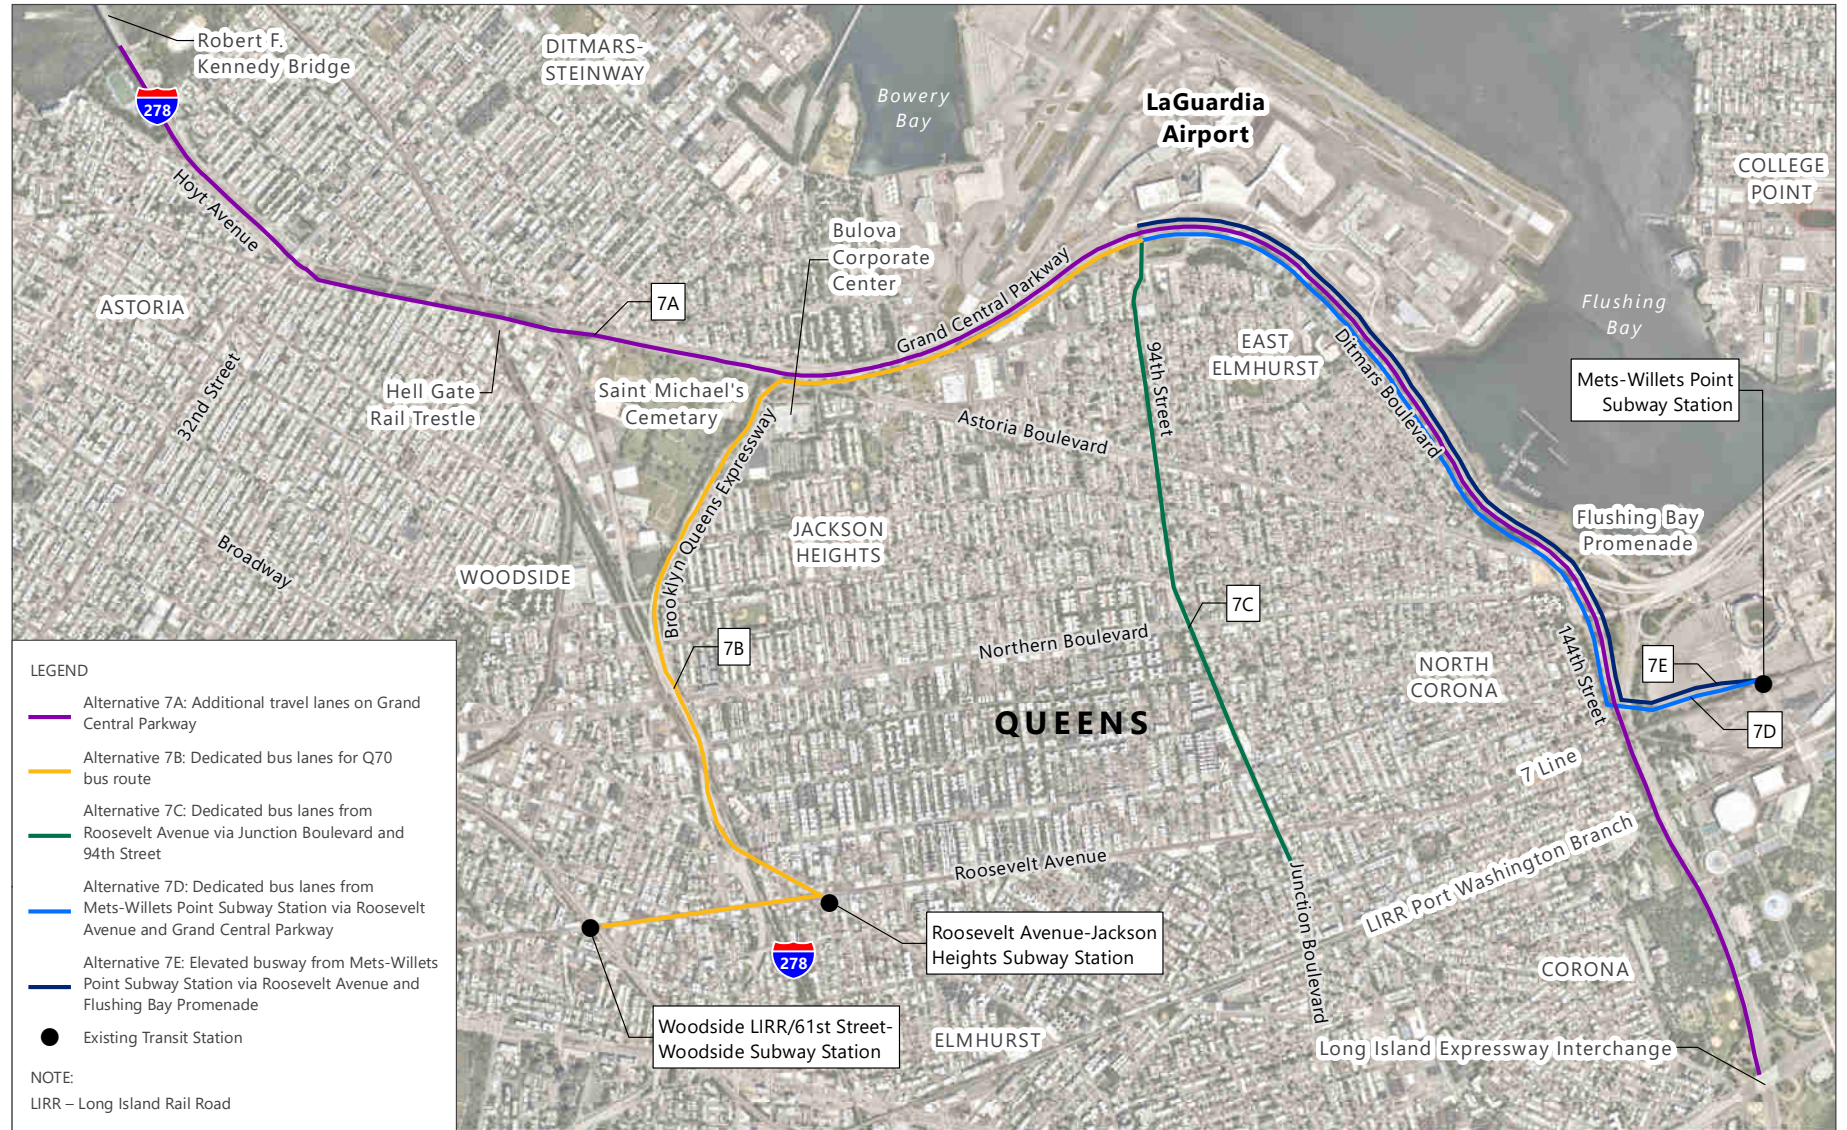 Robert F.
Kennedy Bridge
278
DITMARS-
STEINWAY
Bowery
Bay
LaGuardia
Airport
COLLEGE
POINT
Hoyt Avenue
Bulova
Corporate
Center
Grand Central Parkway
Flushing
Bay
ASTORIA
7A
32nd Street
Hell Gate
Rail Trestle
Saint Michael's
Cemetary
94th Street
EAST
ELMHURST
Ditmars Boulevard
Mets-Willets Point
Subway Station
Astoria Boulevard
Brooklyn Queens Expressway
JACKSON
HEIGHTS
Flushing Bay
Promenade
Broadway
WOODSIDE
7C
Northern Boulevard
7B
144th Street
NORTH
CORONA
7E
7D
QUEENS
7 Line
Roosevelt Avenue
LIRR Port Washington Branch
Junction Boulevard
Roosevelt Avenue-Jackson
Heights Subway Station
278
CORONA
Woodside LIRR/61st Street-
Woodside Subway Station
ELMHURST
Long Island Expressway Interchange
LEGEND
Alternative 7A: Additional travel lanes on Grand
Central Parkway
Alternative 7B: Dedicated bus lanes for Q70
bus route
Alternative 7C: Dedicated bus lanes from
Roosevelt Avenue via Junction Boulevard and
94th Street
Alternative 7D: Dedicated bus lanes from
Mets-Willets Point Subway Station via Roosevelt
Avenue and Grand Central Parkway
Alternative 7E: Elevated busway from Mets-Willets
Point Subway Station via Roosevelt Avenue and
Flushing Bay Promenade
Existing Transit Station
NOTE:
LIRR – Long Island Rail Road